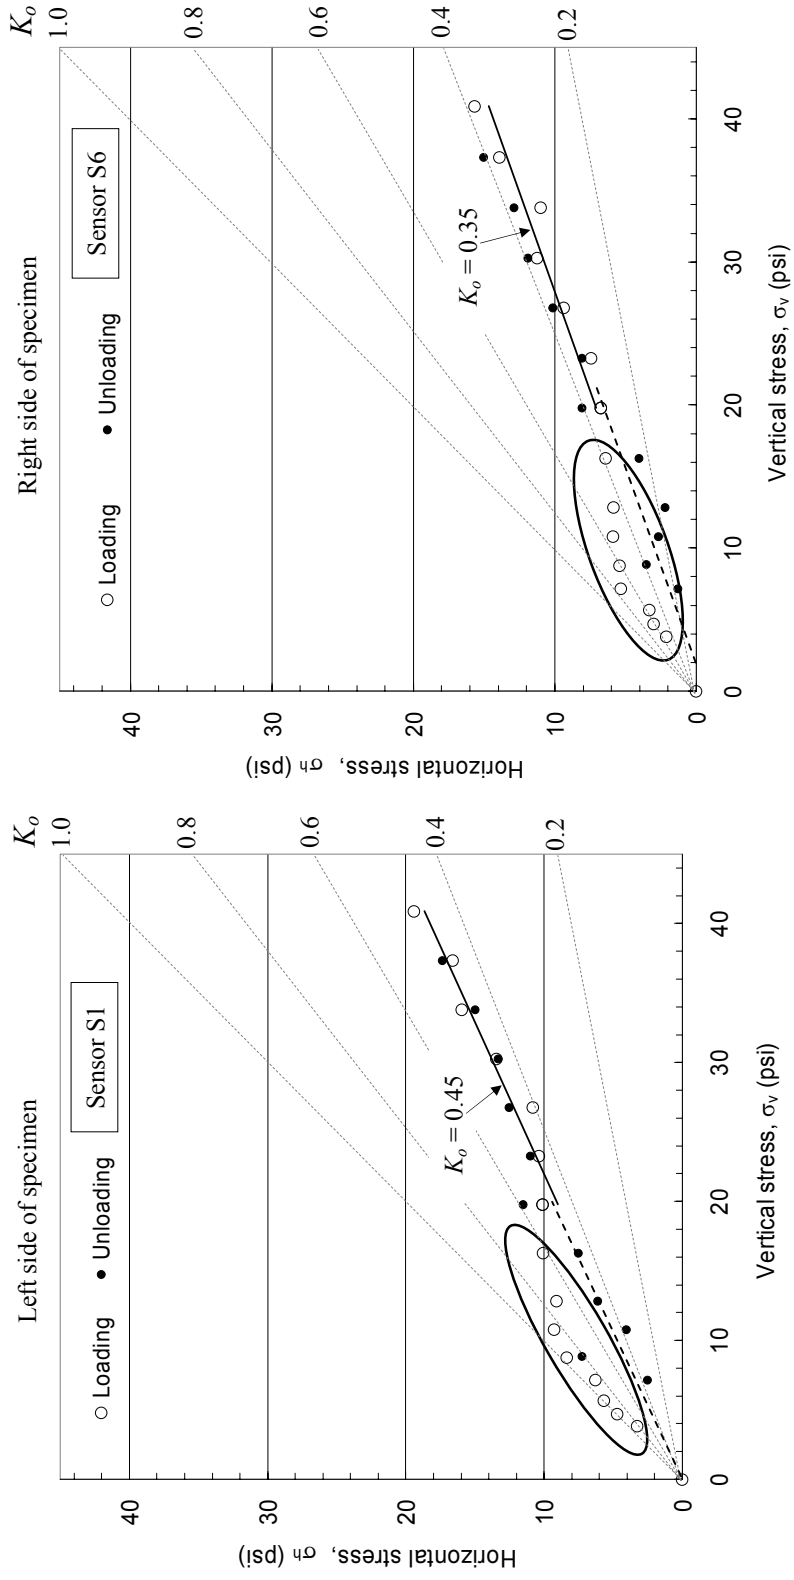 Left side of specimen
○ Loading ● Unloading
Sensor S1
K_o
1.0
0.8
0.6
0.4
0.2
K_o = 0.45
Horizontal stress, σh (psi)
40
30
20
10
0
0 10 20 30 40
Vertical stress, σv (psi)
Right side of specimen
○ Loading ● Unloading
Sensor S6
K_o
1.0
0.8
0.6
0.4
0.2
K_o = 0.35
Horizontal stress, σh (psi)
40
30
20
10
0
0 10 20 30 40
Vertical stress, σv (psi)